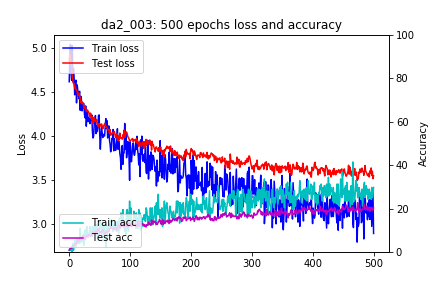 da2_003: 500 epochs loss and accuracy
Train loss
Test loss
Train acc
Test acc
Loss
5.0
4.5
4.0
3.5
3.0
0
100
200
300
400
500
100
80
60
40
20
0
Accuracy